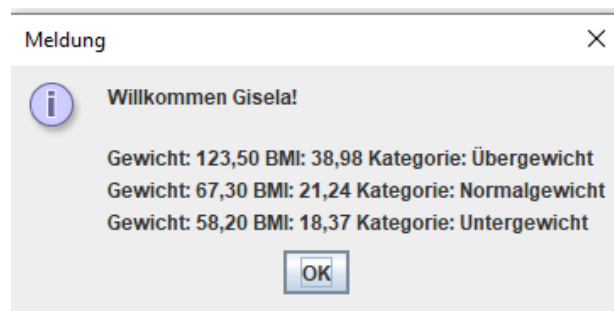 Meldung
Willkommen Gisela!
Gewicht: 123,50 BMI: 38,98 Kategorie: Übergewicht
Gewicht: 67,30 BMI: 21,24 Kategorie: Normalgewicht
Gewicht: 58,20 BMI: 18,37 Kategorie: Untergewicht
OK